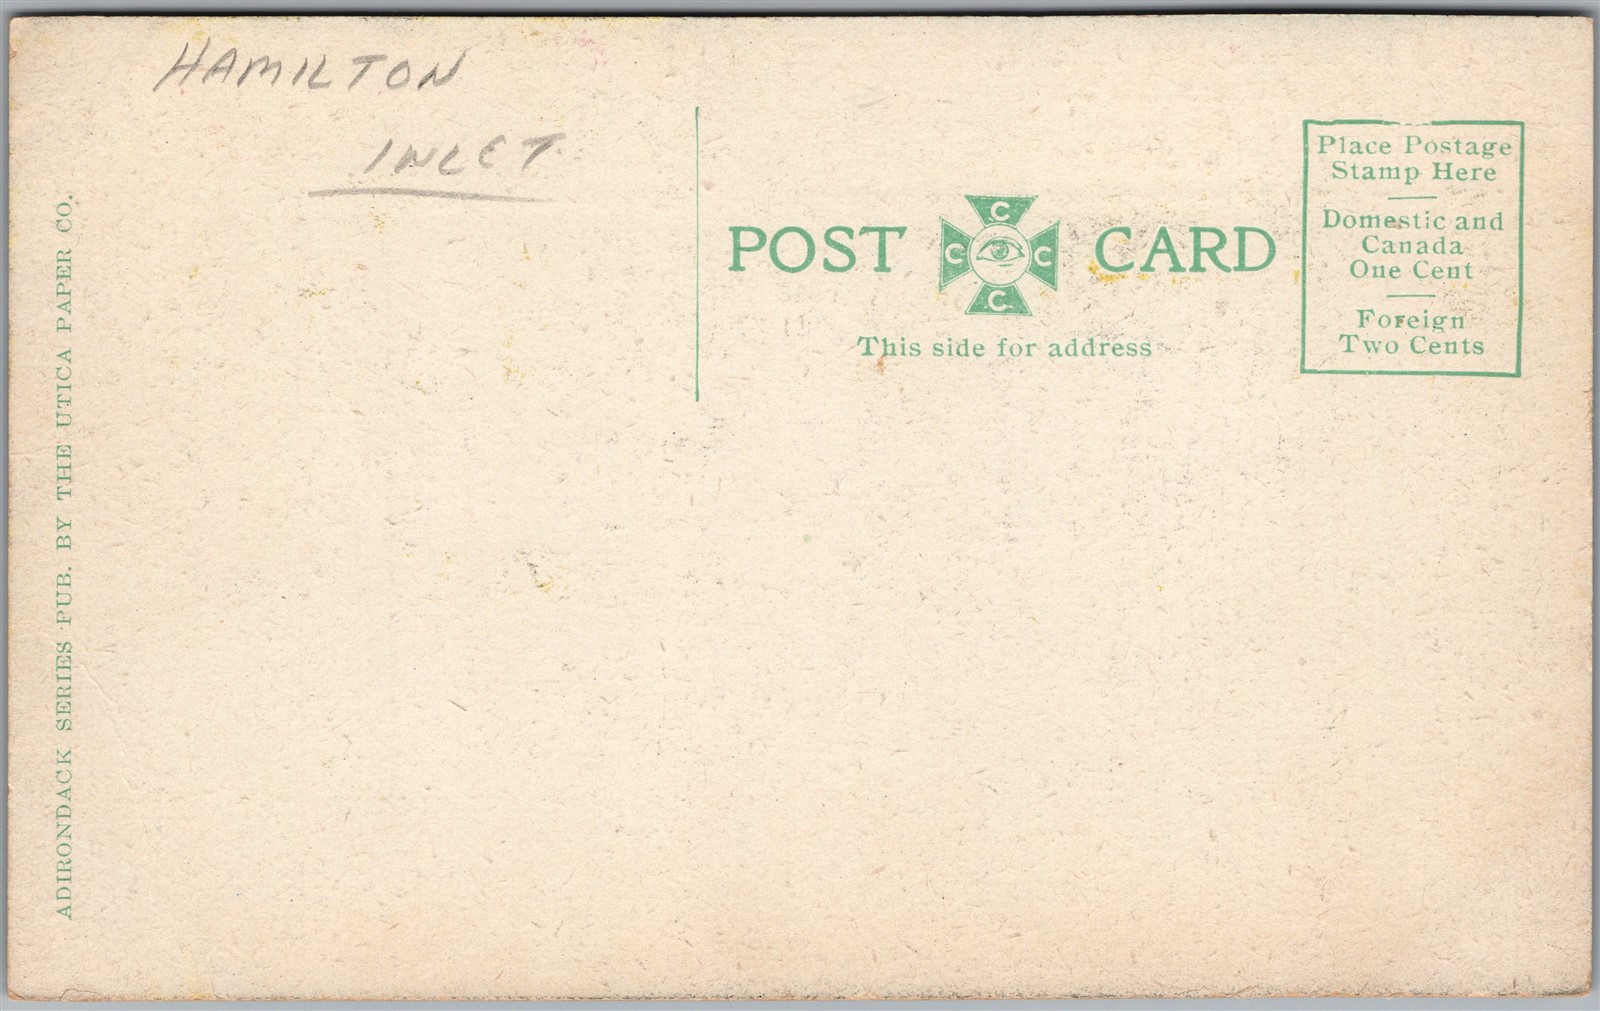 HAMILTON
INLET
ADIRONDACK SERIES PUB. BY THE UTICA PAPER CO.
POST CARD
C
C C
C
This side for address
Place Postage
Stamp Here
Domestic and
Canada
One Cent
Foreign
Two Cents